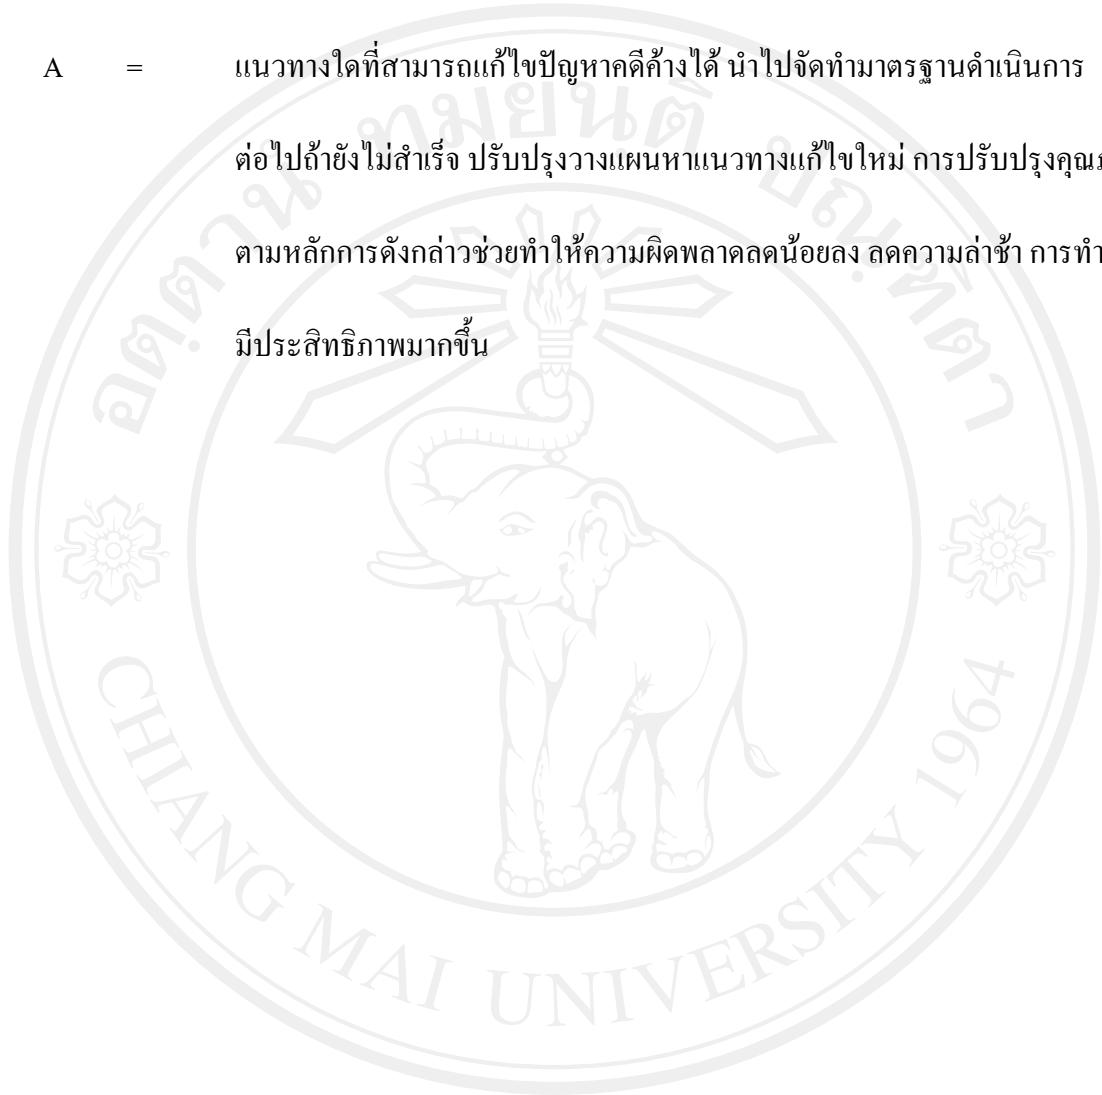 A = แนวทางใดที่สามารถแก้ไขปัญหาคดีค้างได้ นำไปจัดทำมาตรฐานดำเนินการ
ต่อไปถ้ายังไม่สำเร็จ ปรับปรุงวางแผนหาแนวทางแก้ไขใหม่ การปรับปรุง
ตามหลักการดังกล่าวช่วยทำให้ความผิดพลาดลดน้อยลง ลดความล่าช้า การทำ
มีประสิทธิภาพมากขึ้น
CHIANG MAI UNIVERSITY 1964